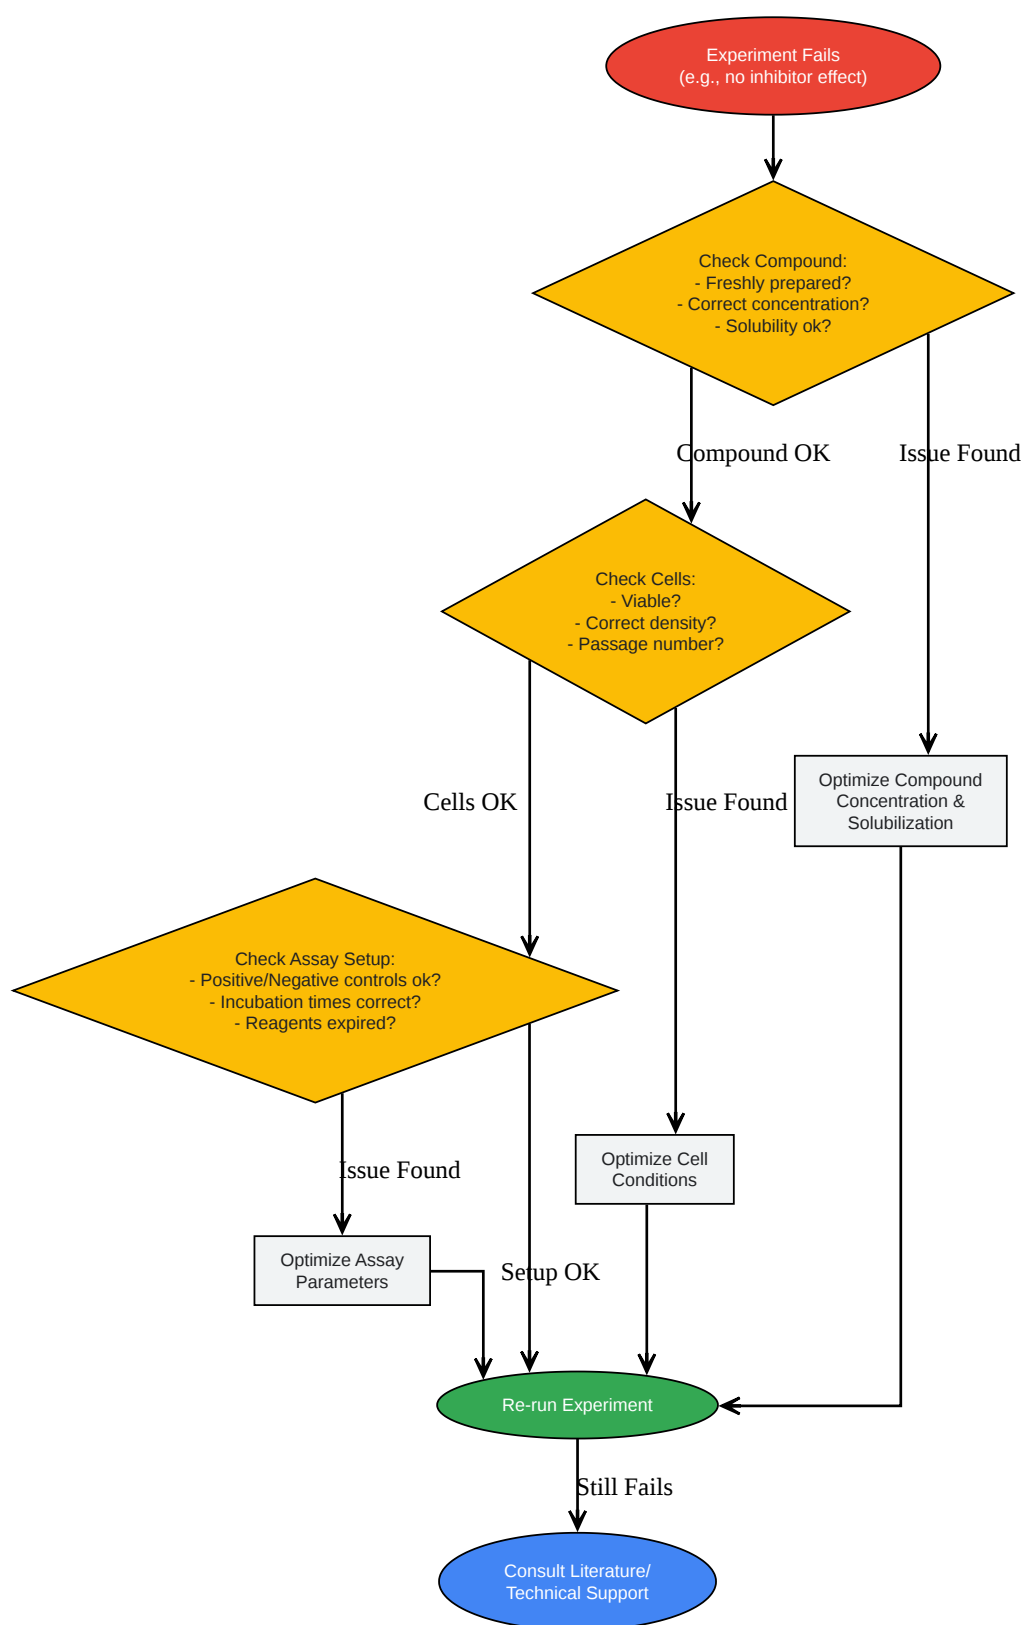 Experiment Fails
(e.g., no inhibitor effect)
Check Compound:
- Freshly prepared?
- Correct concentration?
- Solubility ok?
Compound OK
Issue Found
Check Cells:
- Viable?
- Correct density?
- Passage number?
Cells OK
Issue Found
Optimize Compound
Concentration &
Solubilization
Check Assay Setup:
- Positive/Negative controls ok?
- Incubation times correct?
- Reagents expired?
Issue Found
Optimize Cell
Conditions
Optimize Assay
Parameters
Setup OK
Re-run Experiment
Still Fails
Consult Literature/
Technical Support